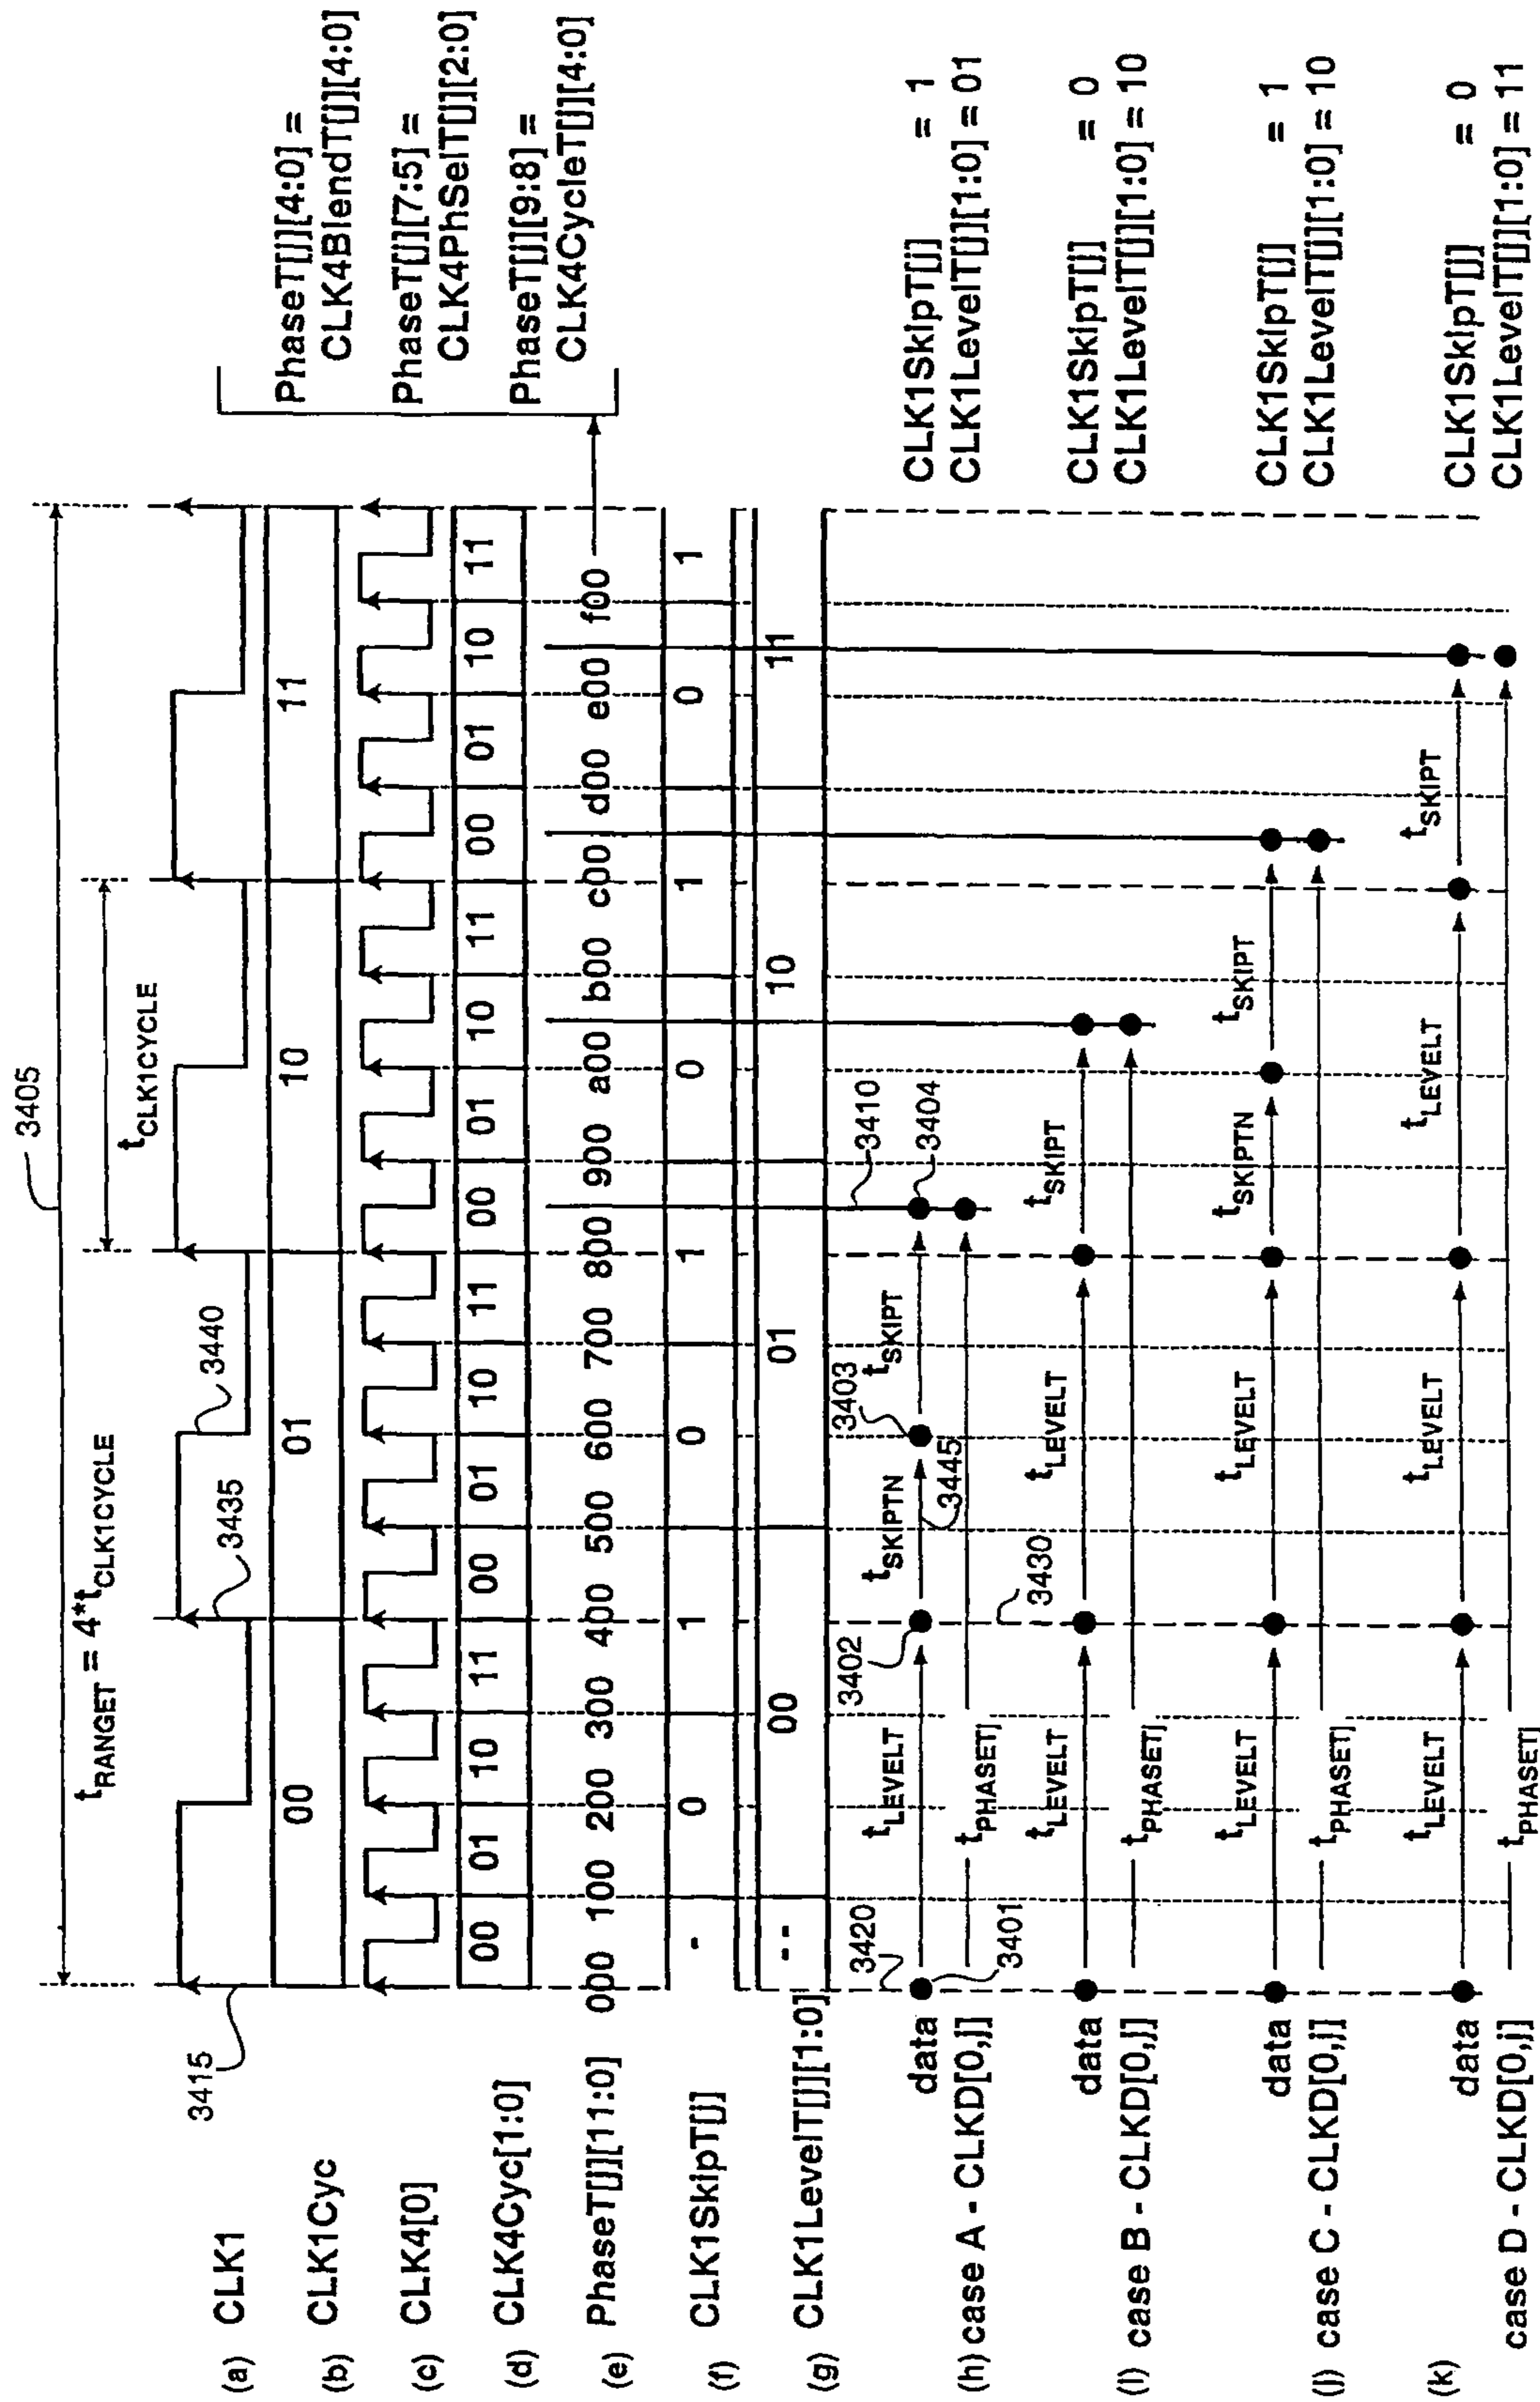 3405
tRANGET = 4*tCLK1CYCLE
tCLK1CYCLE
3415
3435
3440
(a) CLK1
(b) CLK1Cyc
00 01 10 11
(c) CLK4[0]
(d) CLK4Cyc[1:0]
00 01 10 11 00 01 10 11 00 01 10 11 00 01 10 11
(e) PhaseT[j][11:0]
000 100 200 300 400 500 600 700 800 900 a00 b00 c00 d00 e00 f00
PhaseT[j][4:0] =
CLK4BlendT[j][4:0]
PhaseT[j][7:5] =
CLK4PhSelT[j][2:0]
PhaseT[j][9:8] =
CLK4CycleT[j][4:0]
(f) CLK1SkipT[j]
- 0 1 0 1 0 1 0 1
(g) CLK1LevelT[j][1:0]
-- 00 01 10 11
3420
3401
3402
3430
3403
3445
3410
3404
data
tLEVELT tSKIPTN tSKIPT
CLK1SkipT[j] = 1
(h) case A - CLKD[0,j]
tPHASETj
CLK1LevelT[j][1:0] = 01
data
tLEVELT tLEVELT tSKIPT
CLK1SkipT[j] = 0
(i) case B - CLKD[0,j]
tPHASETj
CLK1LevelT[j][1:0] = 10
data
tLEVELT tLEVELT tSKIPTN tSKIPT
CLK1SkipT[j] = 1
(j) case C - CLKD[0,j]
tPHASETj
CLK1LevelT[j][1:0] = 10
(k)
data
tLEVELT tLEVELT tLEVELT tSKIPT
CLK1SkipT[j] = 0
case D - CLKD[0,j]
tPHASETj
CLK1LevelT[j][1:0] = 11